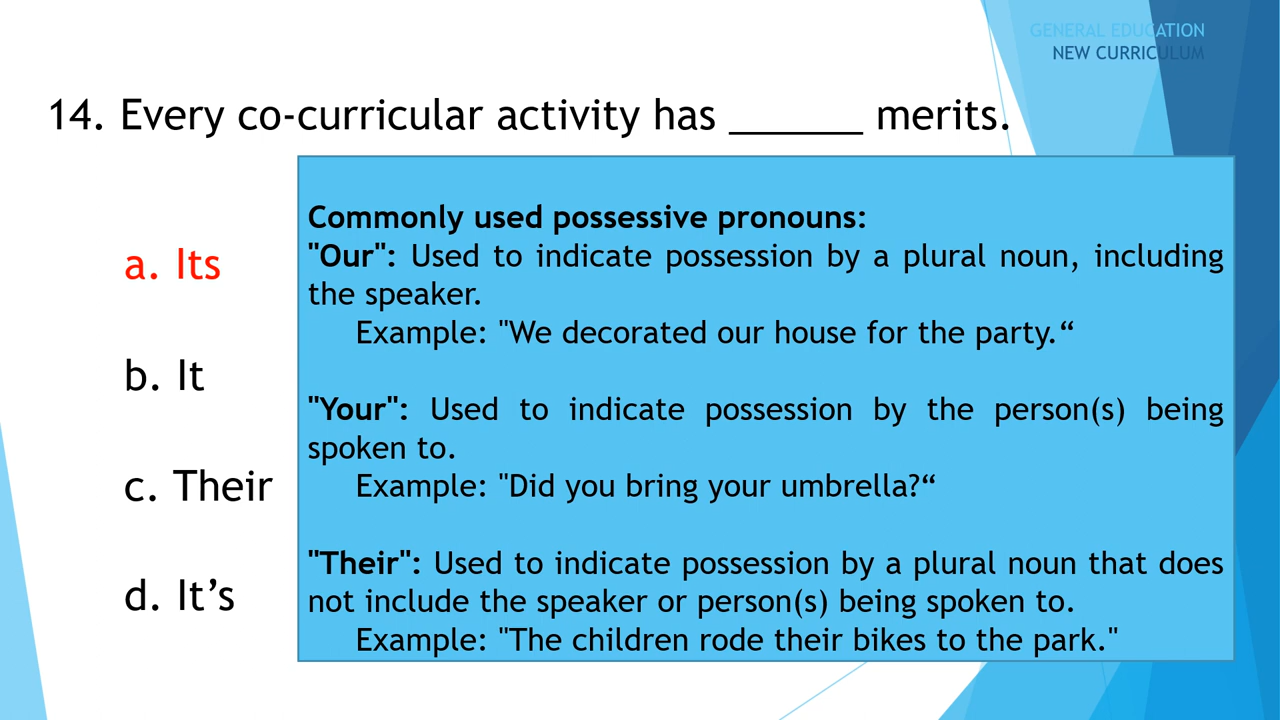 GENERAL EDUCATION
NEW CURRICULUM
14. Every co-curricular activity has ______ merits.
a. Its
b. It
c. Their
d. It’s
Commonly used possessive pronouns:
"Our": Used to indicate possession by a plural noun, including
the speaker.
Example: "We decorated our house for the party.“
"Your": Used to indicate possession by the person(s) being
spoken to.
Example: "Did you bring your umbrella?“
"Their": Used to indicate possession by a plural noun that does
not include the speaker or person(s) being spoken to.
Example: "The children rode their bikes to the park."